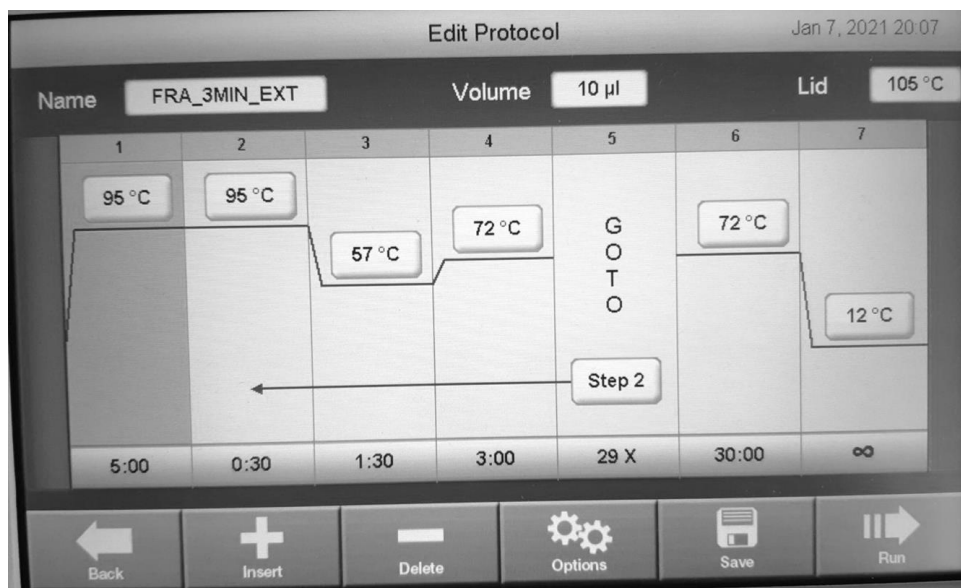 Edit Protocol
Jan 7, 2021 20:07
Name FRA_3MIN_EXT Volume 10 µl Lid 105 °C
1 2 3 4 5 6 7
95 °C 95 °C 57 °C 72 °C GOTO 72 °C 12 °C
Step 2
5:00 0:30 1:30 3:00 29 X 30:00 ∞
Back Insert Delete Options Save Run